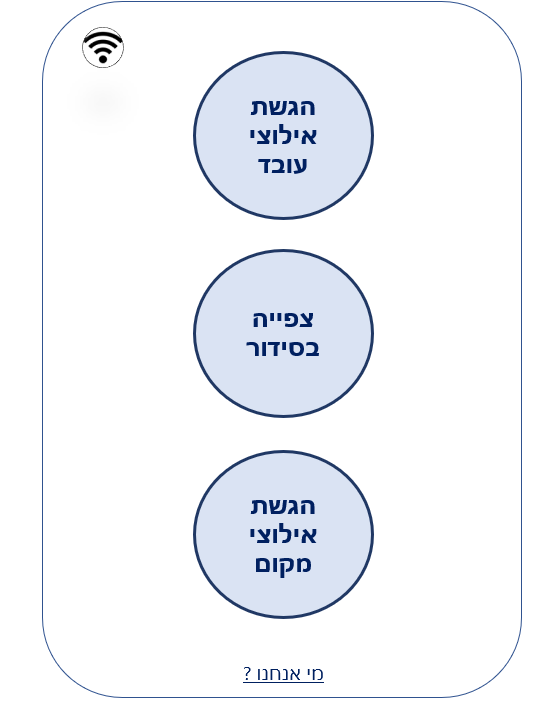 הגשת
אילוצי
עובד
צפייה
בסידור
הגשת
אילוצי
מקום
מי אנחנו ?